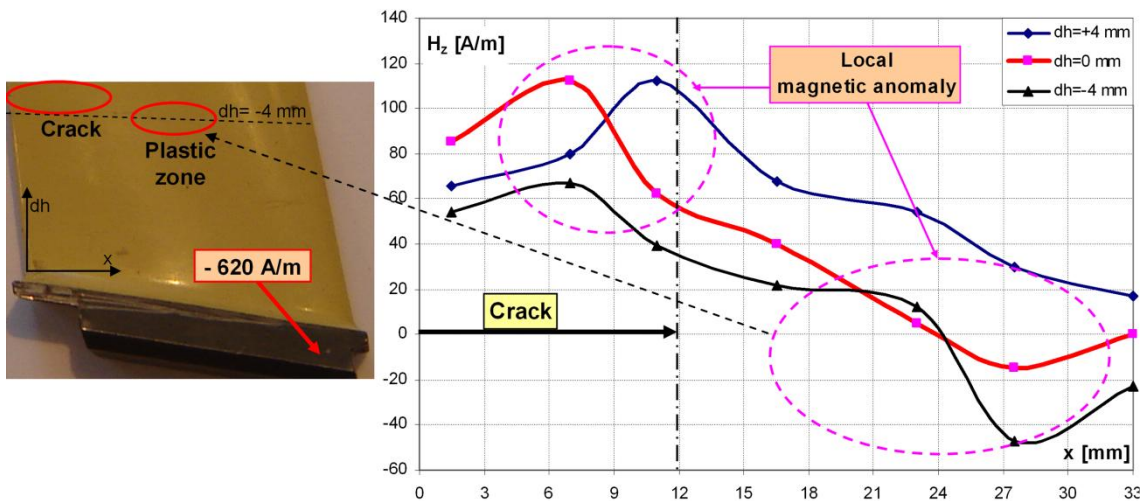 Crack
dh= -4 mm
Plastic
zone
dh
x
- 620 A/m
140
120
100
80
60
40
20
0
-20
-40
-60
Hz [A/m]
Local
magnetic anomaly
dh=+4 mm
dh=0 mm
dh=-4 mm
Crack
x [mm]
0 3 6 9 12 15 18 21 24 27 30 33